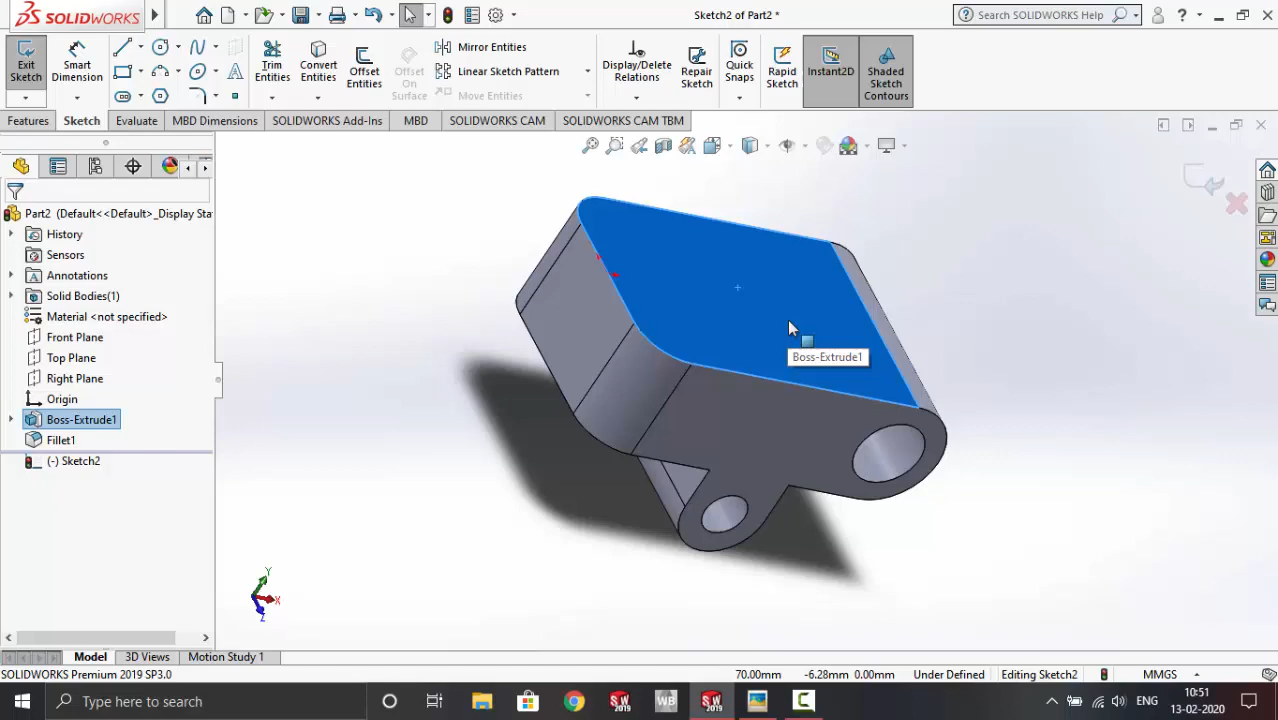 SOLIDWORKS
Sketch2 of Part2 *
Search SOLIDWORKS Help
Exit Sketch
Smart Dimension
Trim Entities
Convert Entities
Offset Entities
Offset On Surface
Mirror Entities
Linear Sketch Pattern
Move Entities
Display/Delete Relations
Repair Sketch
Quick Snaps
Rapid Sketch
Instant2D
Shaded Sketch Contours
Features
Sketch
Evaluate
MBD Dimensions
SOLIDWORKS Add-Ins
MBD
SOLIDWORKS CAM
SOLIDWORKS CAM TBM
Part2 (Default<<Default>_Display Sta
History
Sensors
Annotations
Solid Bodies(1)
Material <not specified>
Front Plane
Top Plane
Right Plane
Origin
Boss-Extrude1
Fillet1
(-) Sketch2
Boss-Extrude1
Y
X
Z
Model
3D Views
Motion Study 1
SOLIDWORKS Premium 2019 SP3.0
70.00mm
-6.28mm
0.00mm
Under Defined
Editing Sketch2
MMGS
Type here to search
SW 2019
WB
SW 2019
C
ENG
10:51
13-02-2020